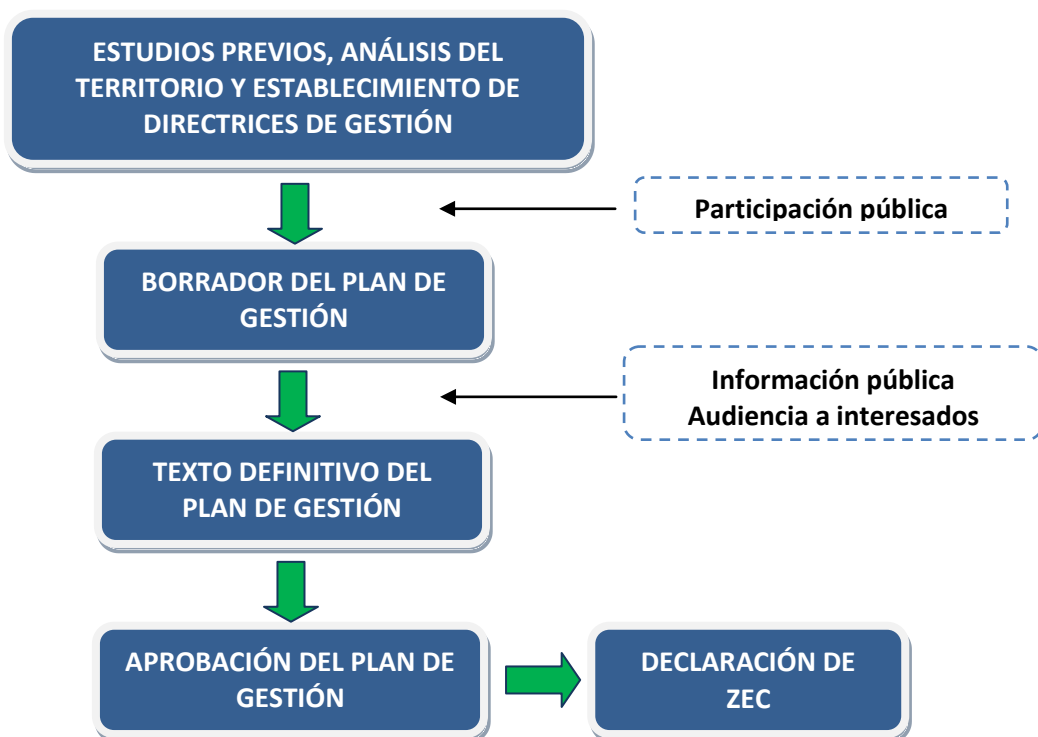 ESTUDIOS PREVIOS, ANÁLISIS DEL
TERRITORIO Y ESTABLECIMIENTO DE
DIRECTRICES DE GESTIÓN
Participación pública
BORRADOR DEL PLAN DE
GESTIÓN
Información pública
Audiencia a interesados
TEXTO DEFINITIVO DEL
PLAN DE GESTIÓN
APROBACIÓN DEL PLAN DE
GESTIÓN
DECLARACIÓN DE
ZEC